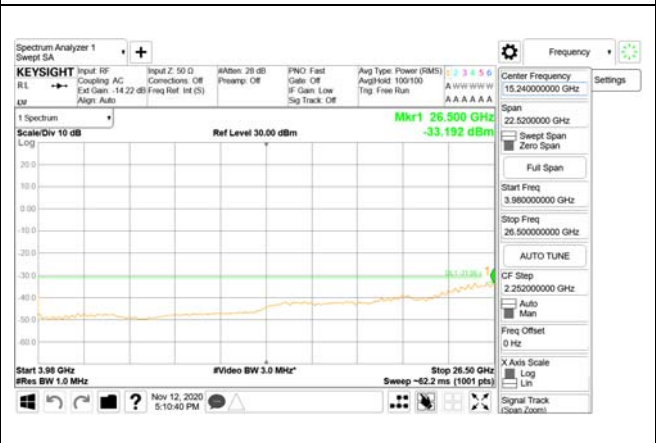 Spectrum Analyzer 1
Swept SA
+
Frequency
KEYSIGHT
RL
Input: RF
Coupling: AC
Ext Gain: -14.22 dB
Align: Auto
Input Z: 50 Ω
Corrections: Off
Freq Ref: Int (S)
#Atten: 28 dB
Preamp: Off
PNO: Fast
Gate: Off
IF Gain: Low
Sig Track: Off
Avg Type: Power (RMS)
Avg|Hold: 100/100
Trig: Free Run
1 2 3 4 5 6
A W W W W W
A A A A A A
1 Spectrum
Scale/Div 10 dB
Ref Level 30.00 dBm
Mkr1 26.500 GHz
-33.192 dBm
Log
20.0
10.0
0.00
-10.0
-20.0
-30.0
-40.0
-50.0
-60.0
1
Start 3.98 GHz
#Video BW 3.0 MHz*
Stop 26.50 GHz
#Res BW 1.0 MHz
Sweep ~62.2 ms (1001 pts)
Nov 12, 2020
5:10:40 PM
?
Center Frequency
15.240000000 GHz
Settings
Span
22.5200000 GHz
Swept Span
Zero Span
Full Span
Start Freq
3.980000000 GHz
Stop Freq
26.500000000 GHz
AUTO TUNE
CF Step
2.252000000 GHz
Auto
Man
Freq Offset
0 Hz
X Axis Scale
Log
Lin
Signal Track
(Span Zoom)